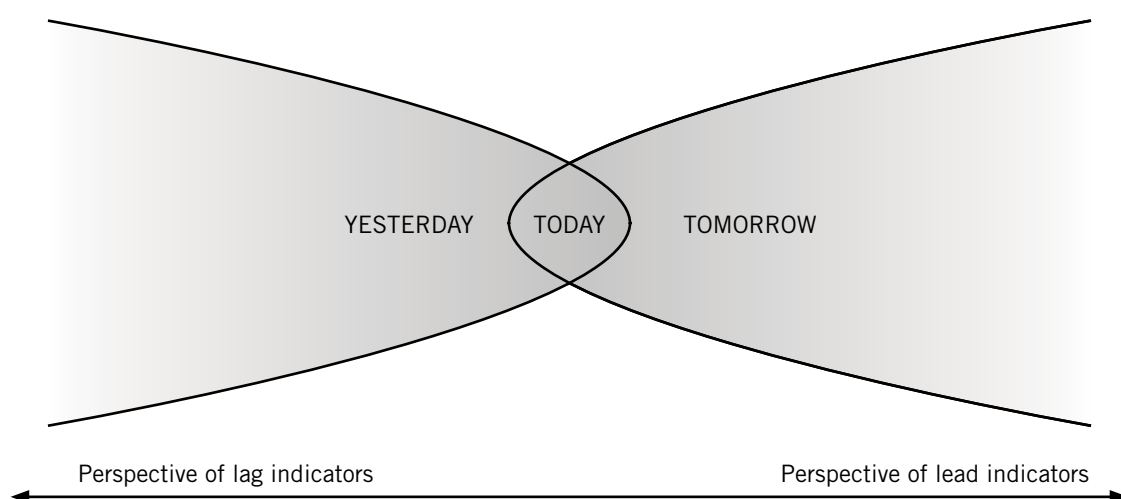 YESTERDAY TODAY TOMORROW
Perspective of lag indicators Perspective of lead indicators